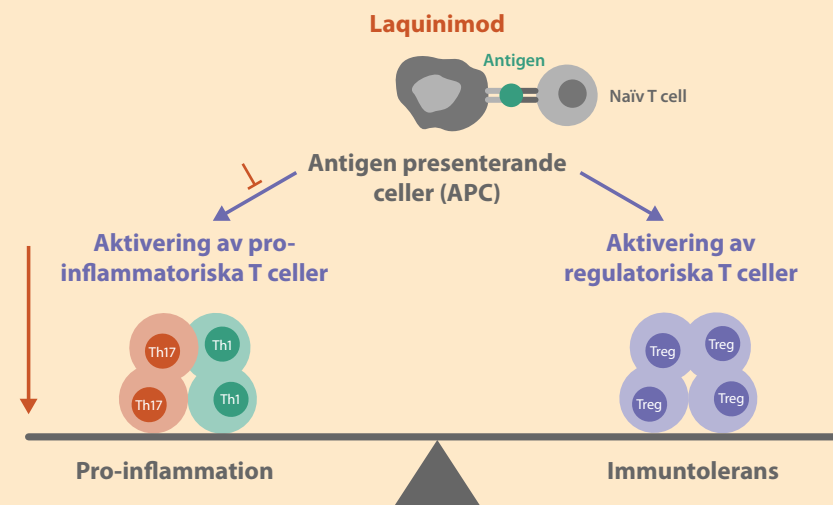 Laquinimod
Antigen
Naïv T cell
Antigen presenterande
celler (APC)
Aktivering av pro-
inflammatoriska T celler
Aktivering av
regulatoriska T celler
Th17
Th1
Th17
Th1
Treg
Treg
Treg
Treg
Pro-inflammation
Immuntolerans